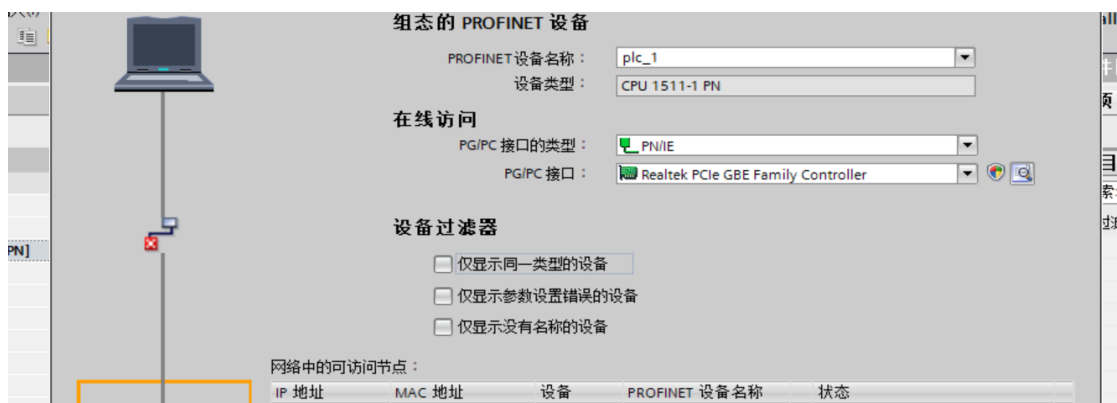 组态的 PROFINET 设备
PROFINET设备名称： plc_1
设备类型： CPU 1511-1 PN
在线访问
PG/PC 接口的类型： PN/IE
PG/PC 接口： Realtek PCIe GBE Family Controller
设备过滤器
PN]
仅显示同一类型的设备
仅显示参数设置错误的设备
仅显示没有名称的设备
网络中的可访问节点：
IP 地址 MAC 地址 设备 PROFINET 设备名称 状态